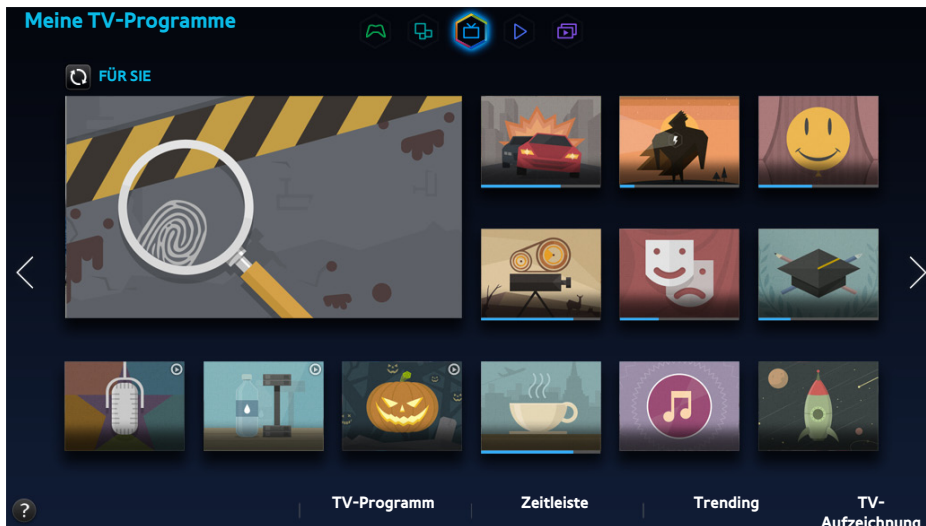 Meine TV-Programme
FÜR SIE
?
TV-Programm
Zeitleiste
Trending
TV-
Aufzeichnung